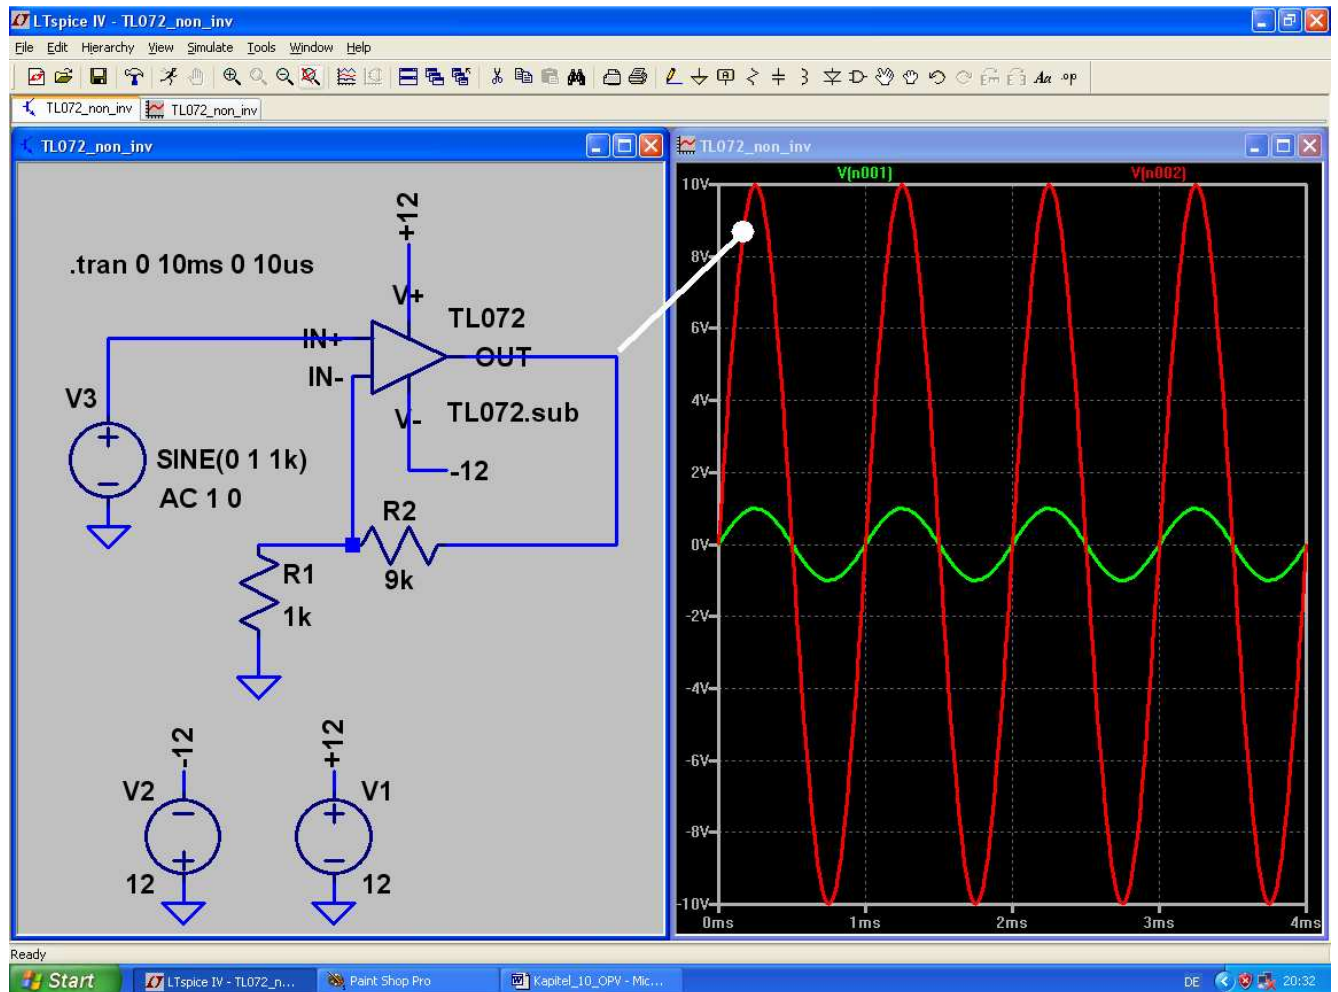 LTspice IV - TL072_non_inv
File Edit Hierarchy View Simulate Tools Window Help
Aa .op
TL072_non_inv TL072_non_inv
TL072_non_inv
.tran 0 10ms 0 10us
+12
V+
TL072
IN+
OUT
IN-
V3
V-
TL072.sub
SINE(0 1 1k)
-12
AC 1 0
R2
R1
9k
1k
-12
+12
V2
V1
12
12
TL072_non_inv
V(n001) V(n002)
10V
8V
6V
4V
2V
0V
-2V
-4V
-6V
-8V
-10V
0ms 1ms 2ms 3ms 4ms
Ready
Start LTspice IV - TL072_n... Paint Shop Pro Kapitel_10_OPV - Mic... DE 20:32